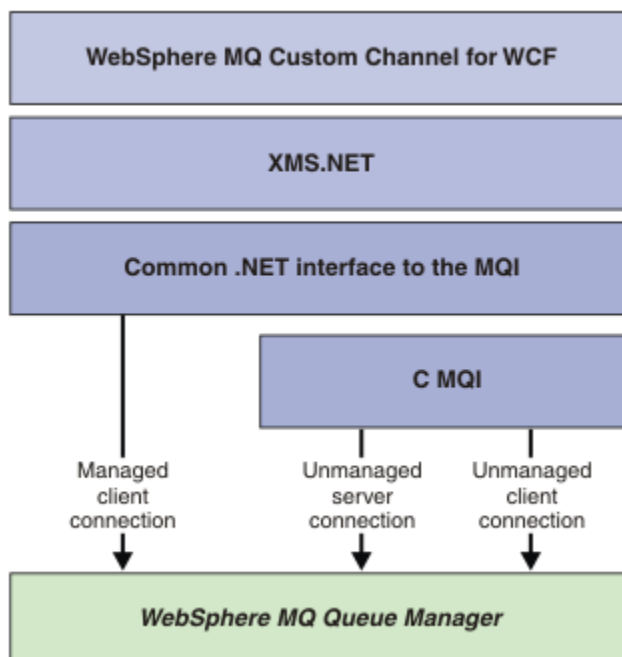 WebSphere MQ Custom Channel for WCF
XMS.NET
Common .NET interface to the MQI
C MQI
Managed
client
connection
Unmanaged
server
connection
Unmanaged
client
connection
WebSphere MQ Queue Manager